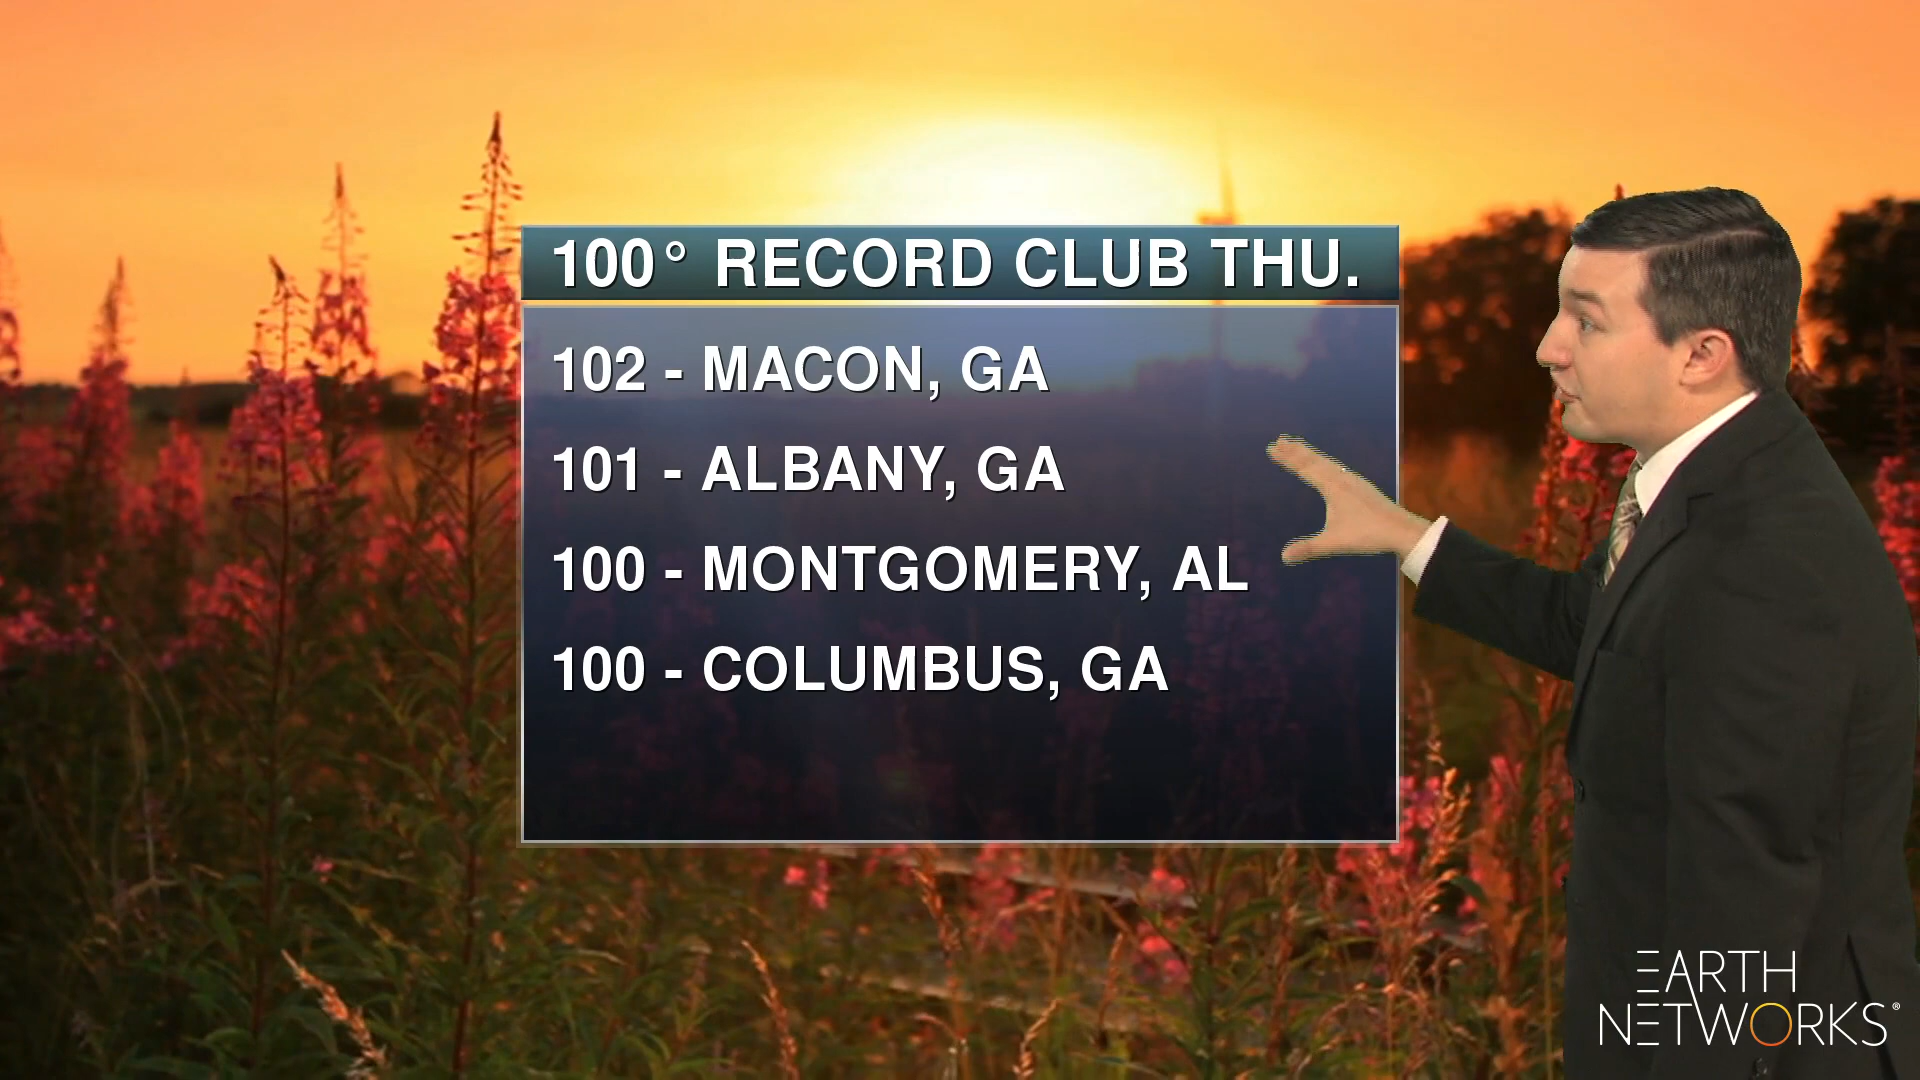 100° RECORD CLUB THU.
102 - MACON, GA
101 - ALBANY, GA
100 - MONTGOMERY, AL
100 - COLUMBUS, GA
EARTH
NETWORKS®